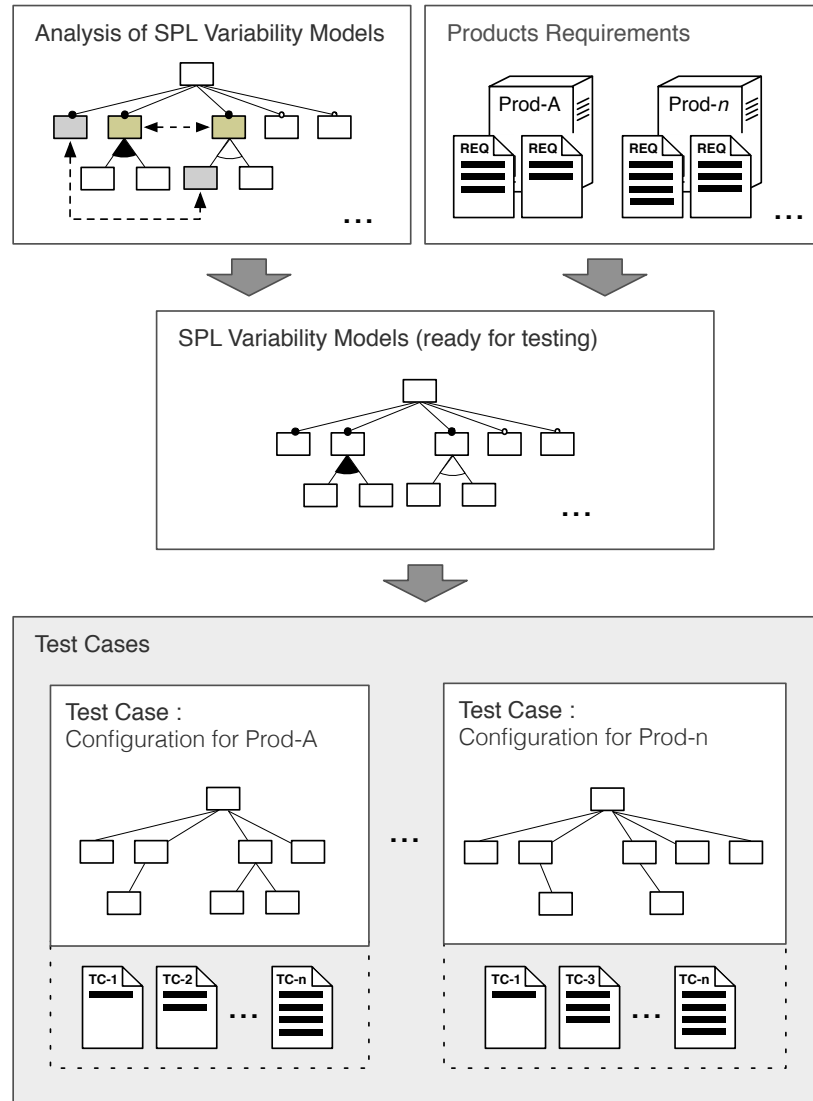 Analysis of SPL Variability Models
...
Products Requirements
Prod-A
Prod-n
REQ
REQ
REQ
REQ
...
SPL Variability Models (ready for testing)
...
Test Cases
Test Case :
Configuration for Prod-A
...
Test Case :
Configuration for Prod-n
TC-1
TC-2
...
TC-n
TC-1
TC-3
...
TC-n